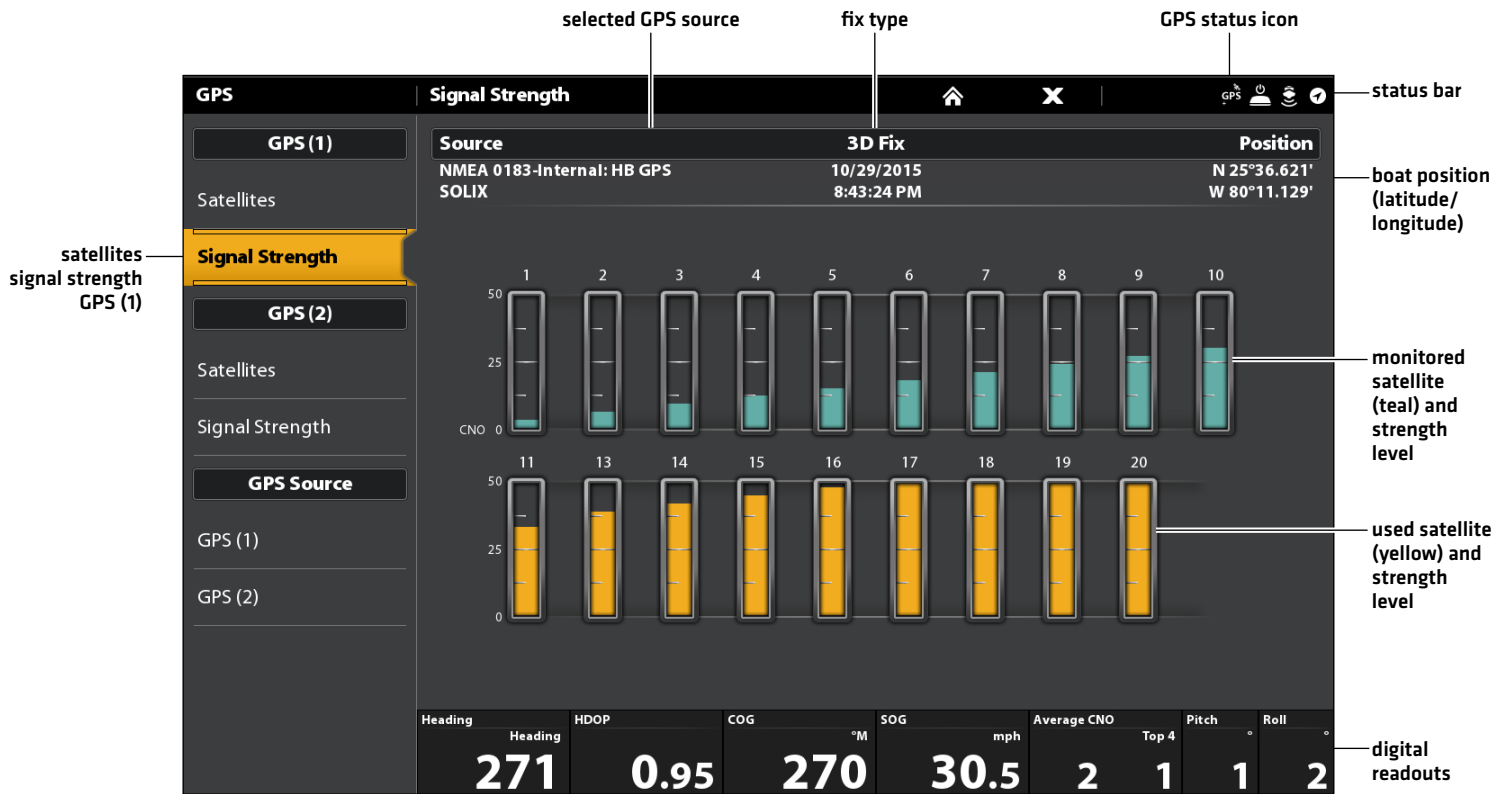 selected GPS source
fix type
GPS status icon
GPS
Signal Strength
GPS
status bar
GPS (1)
Satellites
Signal Strength
GPS (2)
Satellites
Signal Strength
GPS Source
GPS (1)
GPS (2)
satellites
signal strength
GPS (1)
Source 3D Fix Position
NMEA 0183-Internal: HB GPS 10/29/2015 N 25°36.621'
SOLIX 8:43:24 PM W 80°11.129'
boat position
(latitude/
longitude)
1 2 3 4 5 6 7 8 9 10
50
25
CNO 0
monitored
satellite
(teal) and
strength
level
11 13 14 15 16 17 18 19 20
50
25
0
used satellite
(yellow) and
strength
level
Heading HDOP COG SOG Average CNO Pitch Roll
Heading °M mph Top 4 ° °
271 0.95 270 30.5 2 1 1 2
digital
readouts